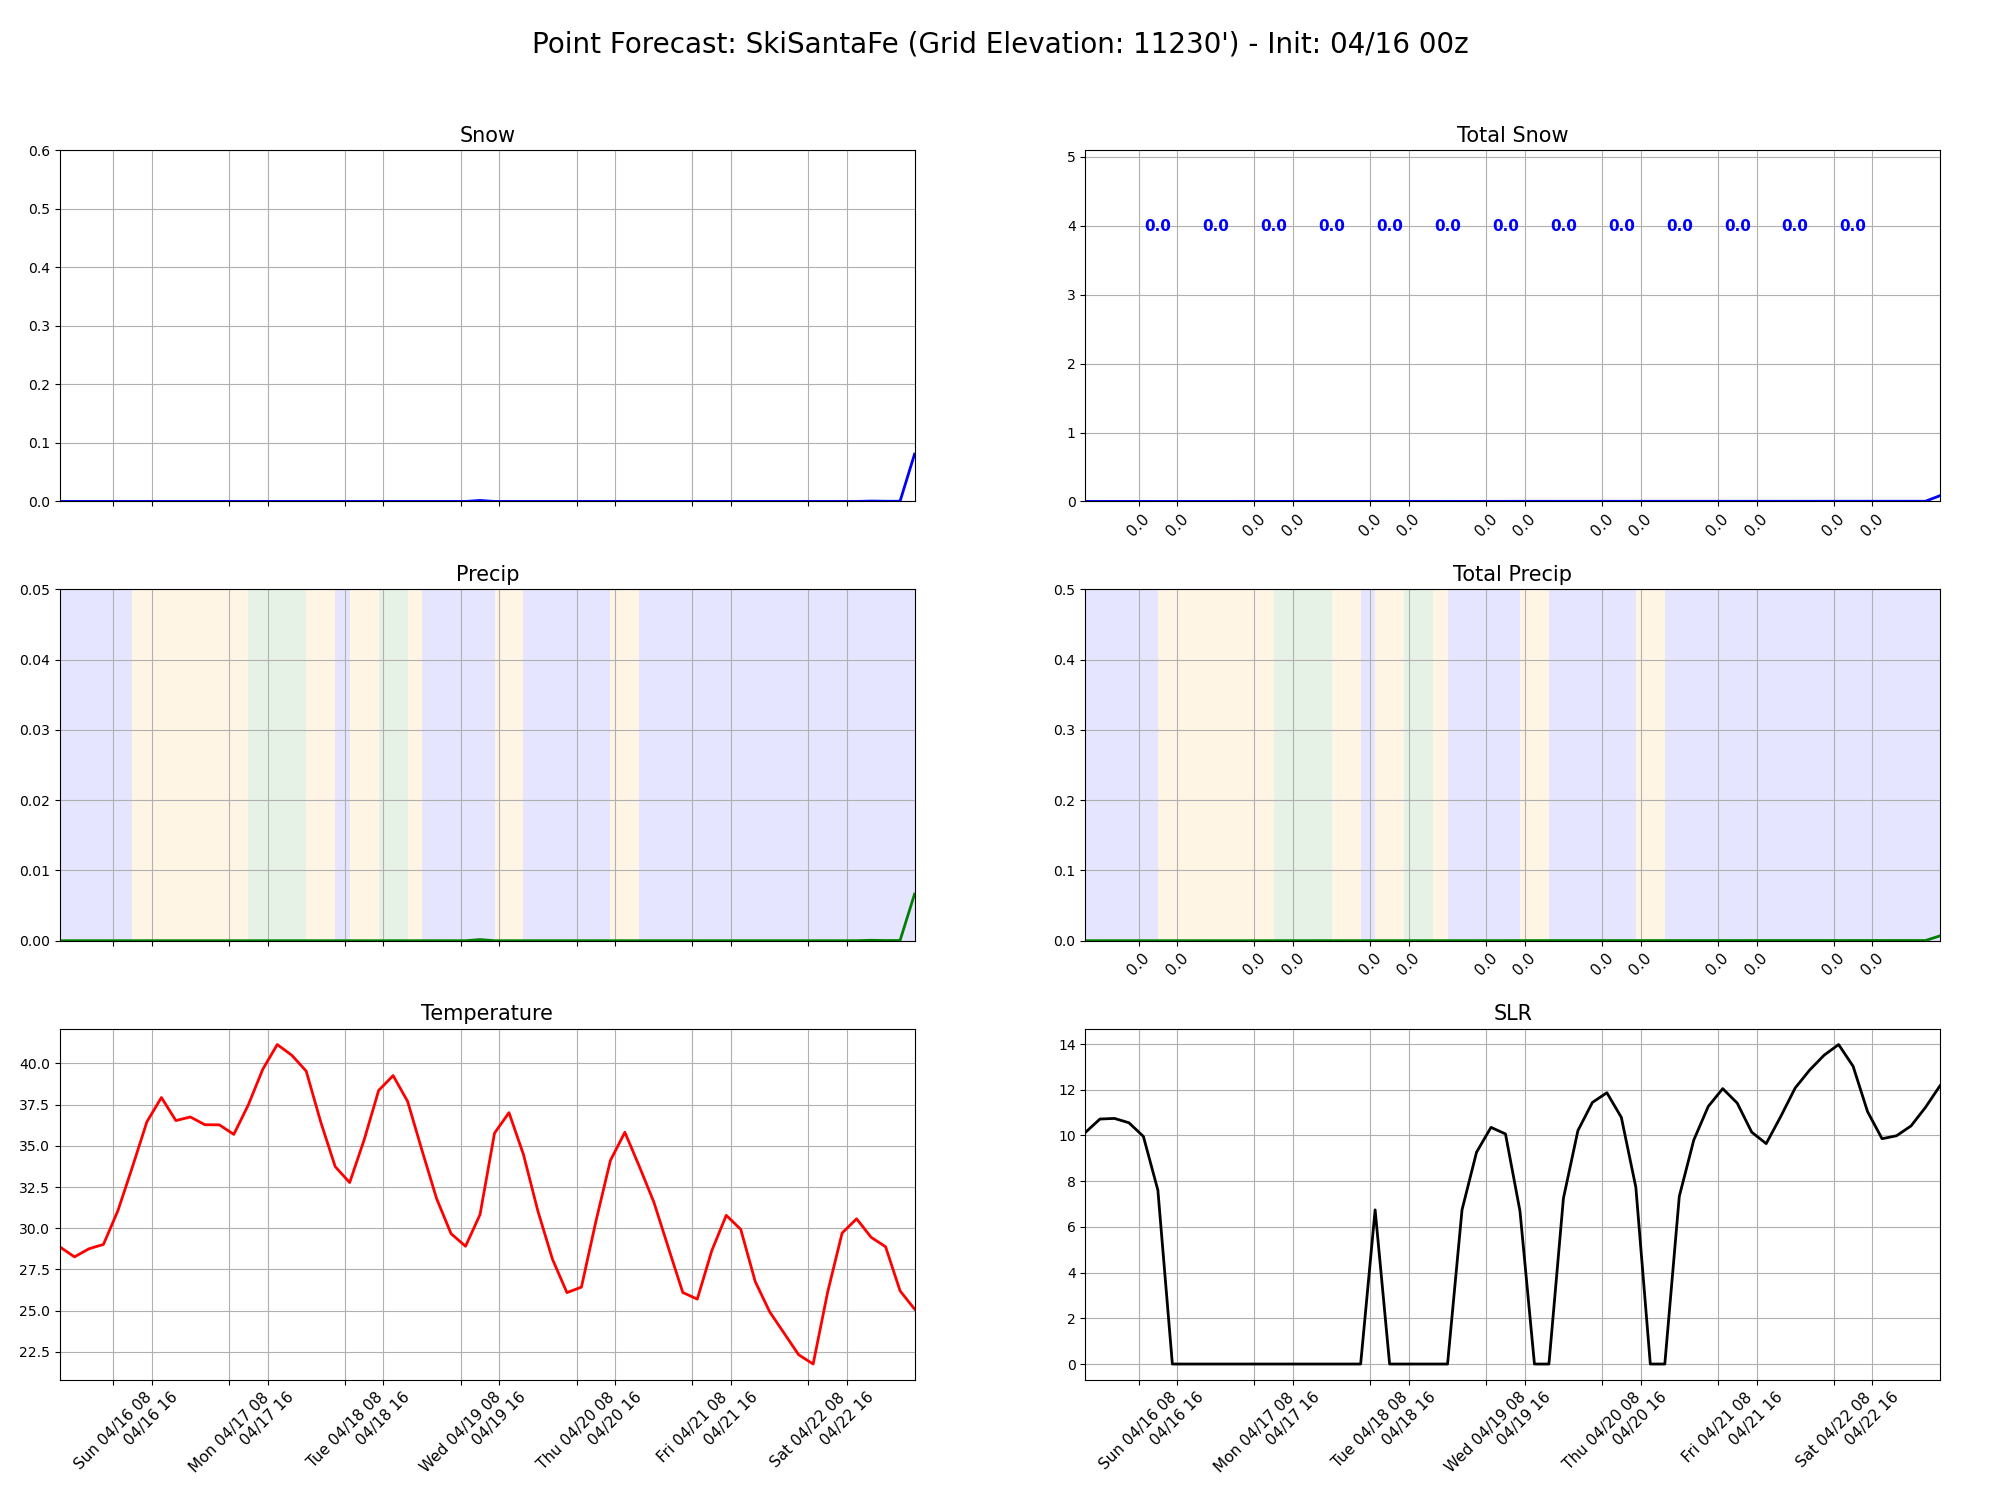 Point Forecast: SkiSantaFe (Grid Elevation: 11230') - Init: 04/16 00z
Snow
0.6
0.5
0.4
0.3
0.2
0.1
0.0
Total Snow
5
4
3
2
1
0
0.0 0.0 0.0 0.0 0.0 0.0 0.0 0.0 0.0 0.0 0.0 0.0 0.0
0.0 0.0 0.0 0.0 0.0 0.0 0.0 0.0 0.0 0.0 0.0 0.0 0.0 0.0
Precip
0.05
0.04
0.03
0.02
0.01
0.00
Total Precip
0.5
0.4
0.3
0.2
0.1
0.0
0.0 0.0 0.0 0.0 0.0 0.0 0.0 0.0 0.0 0.0 0.0 0.0 0.0 0.0
Temperature
40.0
37.5
35.0
32.5
30.0
27.5
25.0
22.5
Sun 04/16 08
04/16 16
Mon 04/17 08
04/17 16
Tue 04/18 08
04/18 16
Wed 04/19 08
04/19 16
Thu 04/20 08
04/20 16
Fri 04/21 08
04/21 16
Sat 04/22 08
04/22 16
SLR
14
12
10
8
6
4
2
0
Sun 04/16 08
04/16 16
Mon 04/17 08
04/17 16
Tue 04/18 08
04/18 16
Wed 04/19 08
04/19 16
Thu 04/20 08
04/20 16
Fri 04/21 08
04/21 16
Sat 04/22 08
04/22 16